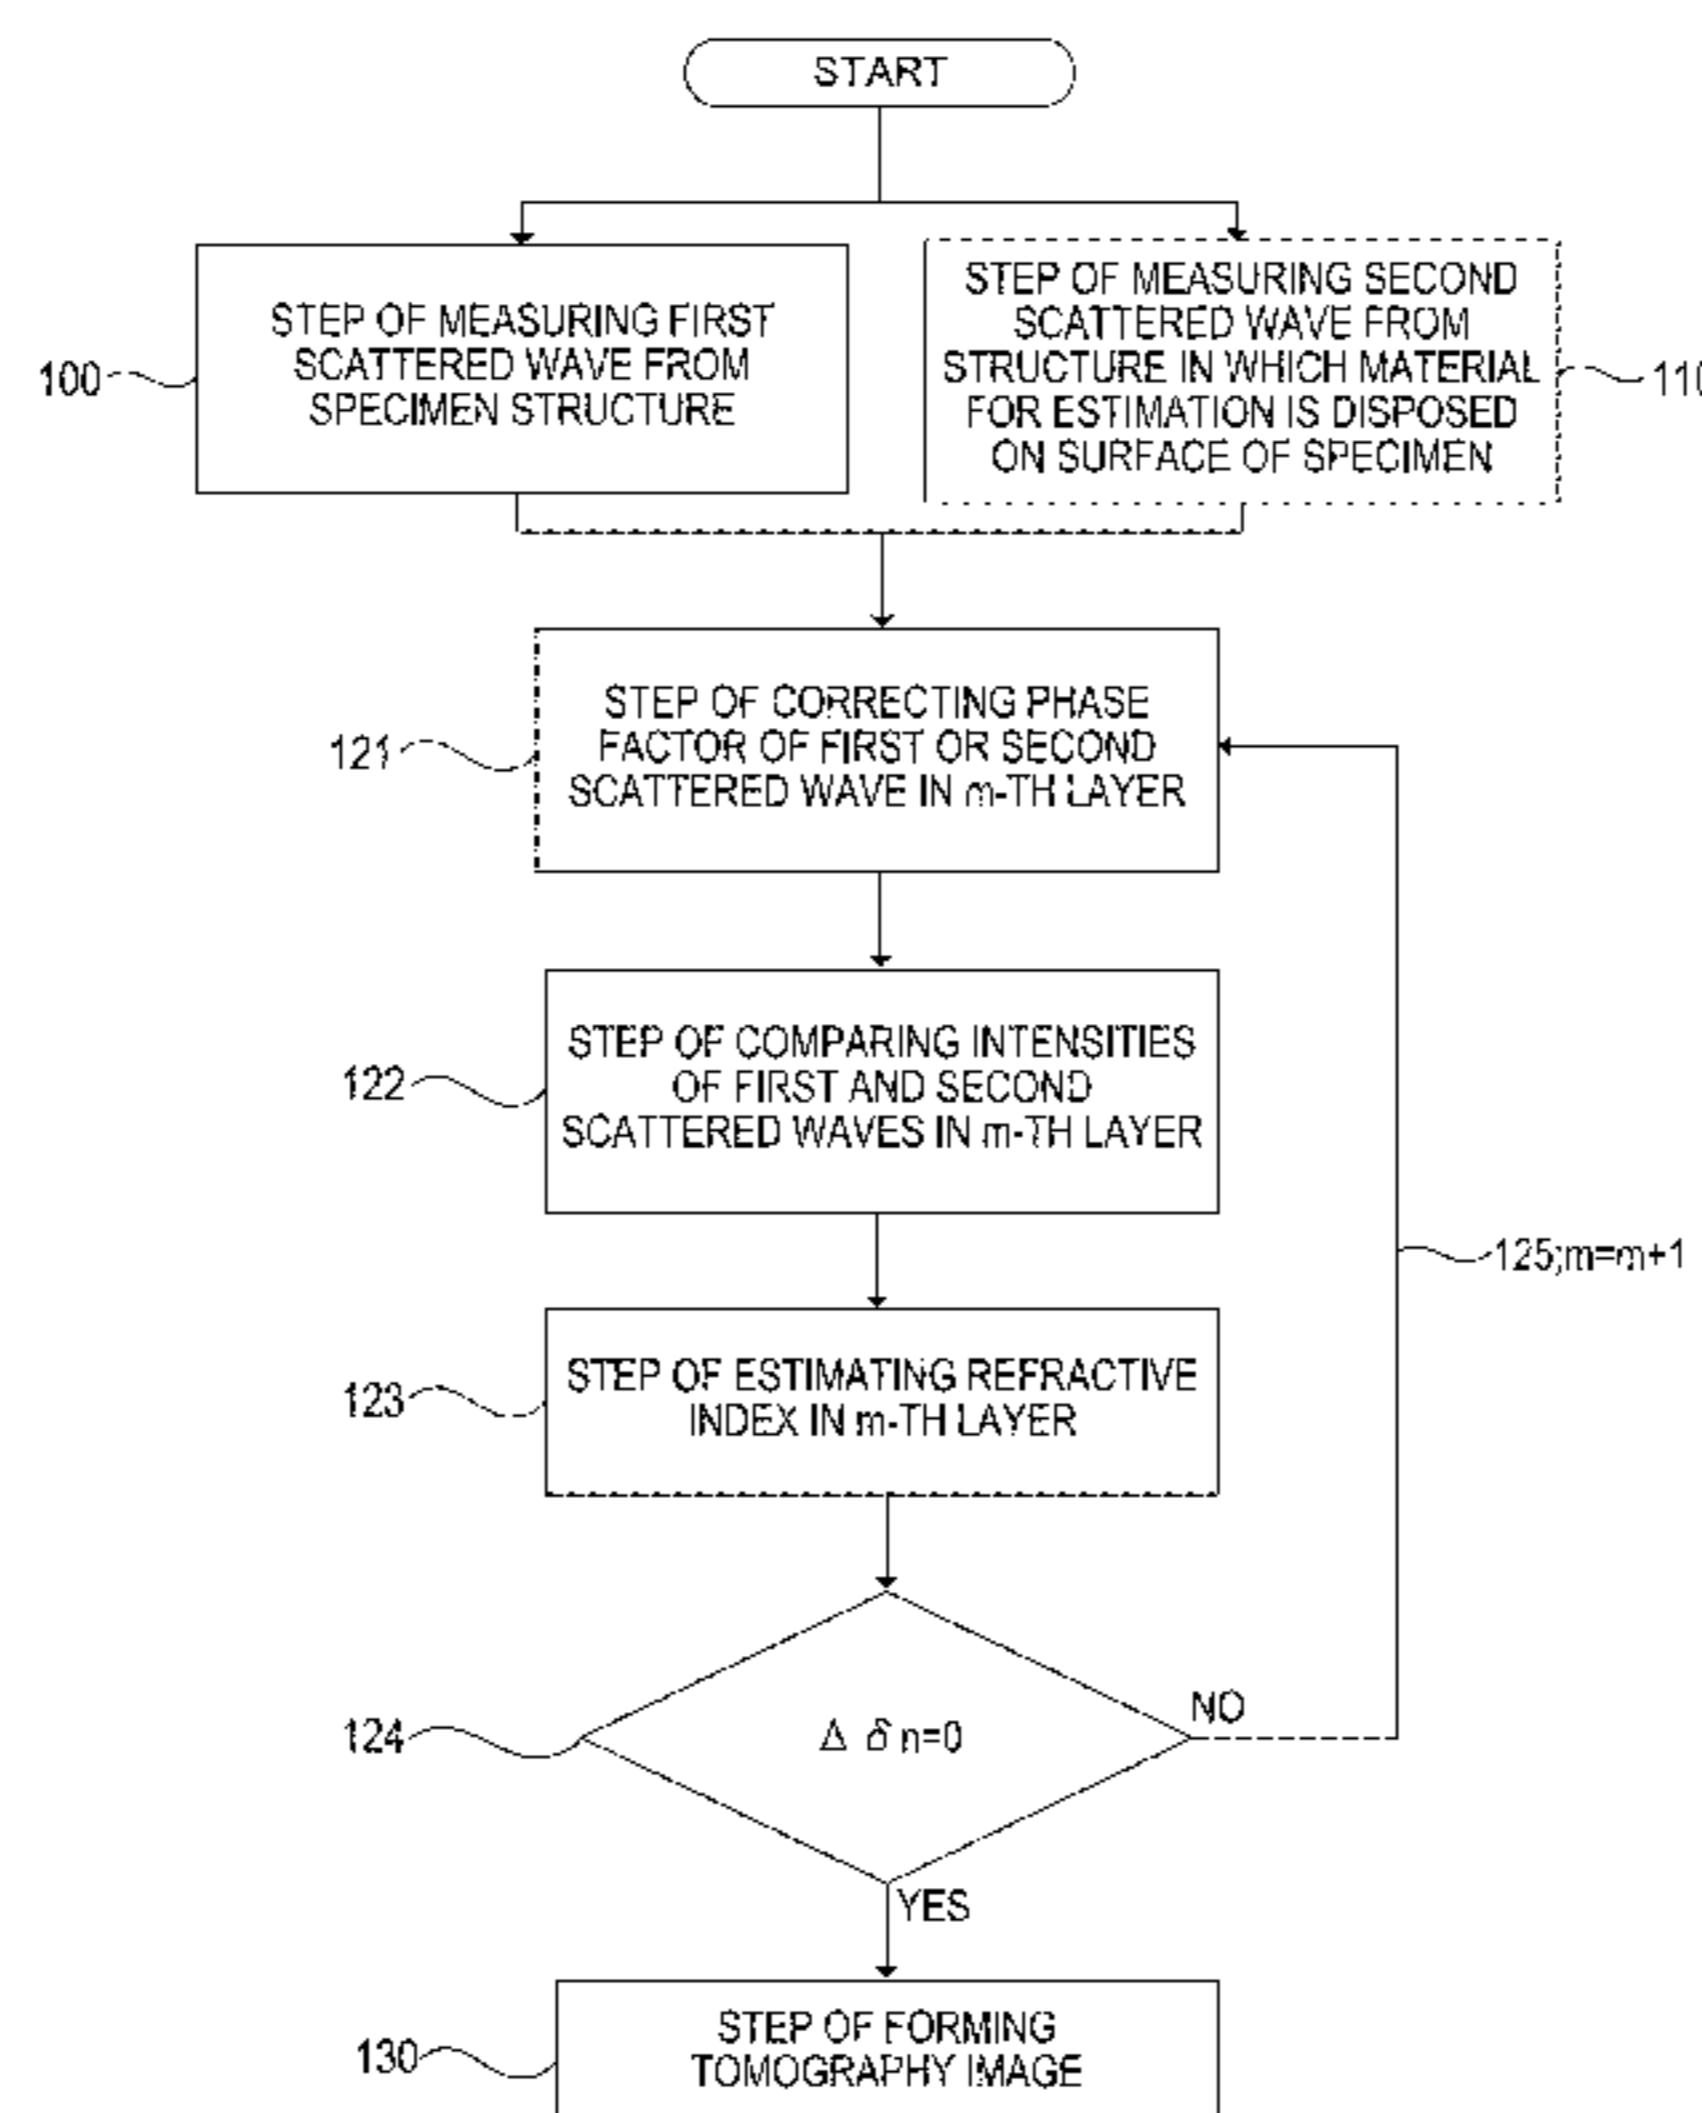 START
STEP OF MEASURING FIRST
SCATTERED WAVE FROM
SPECIMEN STRUCTURE
100
STEP OF MEASURING SECOND
SCATTERED WAVE FROM
STRUCTURE IN WHICH MATERIAL
FOR ESTIMATION IS DISPOSED
ON SURFACE OF SPECIMEN
110
STEP OF CORRECTING PHASE
FACTOR OF FIRST OR SECOND
SCATTERED WAVE IN m-TH LAYER
121
STEP OF COMPARING INTENSITIES
OF FIRST AND SECOND
SCATTERED WAVES IN m-TH LAYER
122
125;m=m+1
STEP OF ESTIMATING REFRACTIVE
INDEX IN m-TH LAYER
123
Δ δ n=0
124
NO
YES
STEP OF FORMING
TOMOGRAPHY IMAGE
130